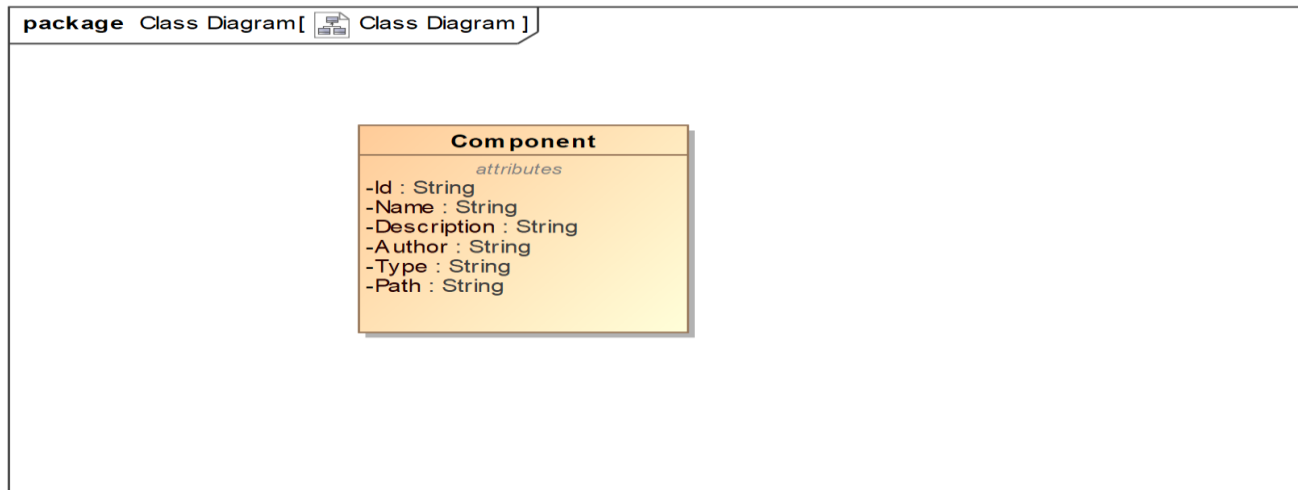 package Class Diagram[ Class Diagram ]
Component
attributes
-Id : String
-Name : String
-Description : String
-Author : String
-Type : String
-Path : String